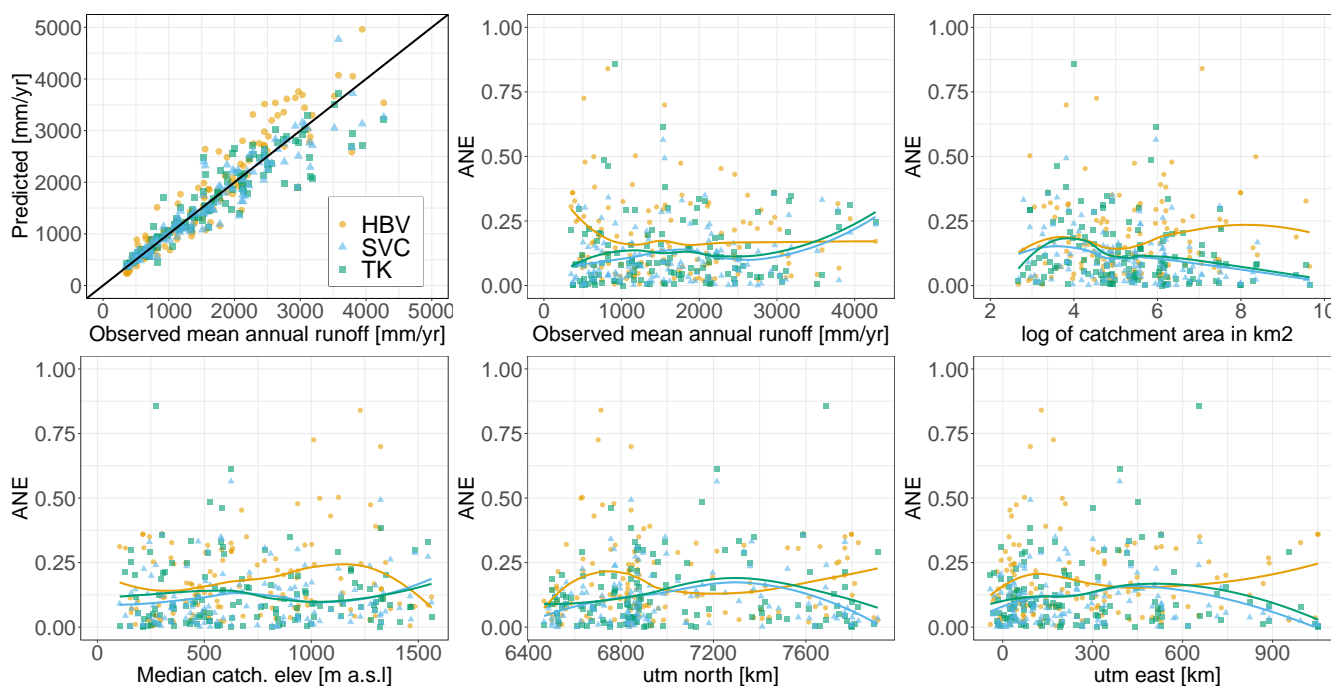 Predicted [mm/yr]
5000
4000
3000
2000
1000
0
HBV
SVC
TK
0 1000 2000 3000 4000 5000
Observed mean annual runoff [mm/yr]
ANE
1.00
0.75
0.50
0.25
0.00
0 1000 2000 3000 4000
Observed mean annual runoff [mm/yr]
ANE
1.00
0.75
0.50
0.25
0.00
2 4 6 8 10
log of catchment area in km2
ANE
1.00
0.75
0.50
0.25
0.00
0 500 1000 1500
Median catch. elev [m a.s.l]
ANE
1.00
0.75
0.50
0.25
0.00
6400 6800 7200 7600
utm north [km]
ANE
1.00
0.75
0.50
0.25
0.00
0 300 600 900
utm east [km]